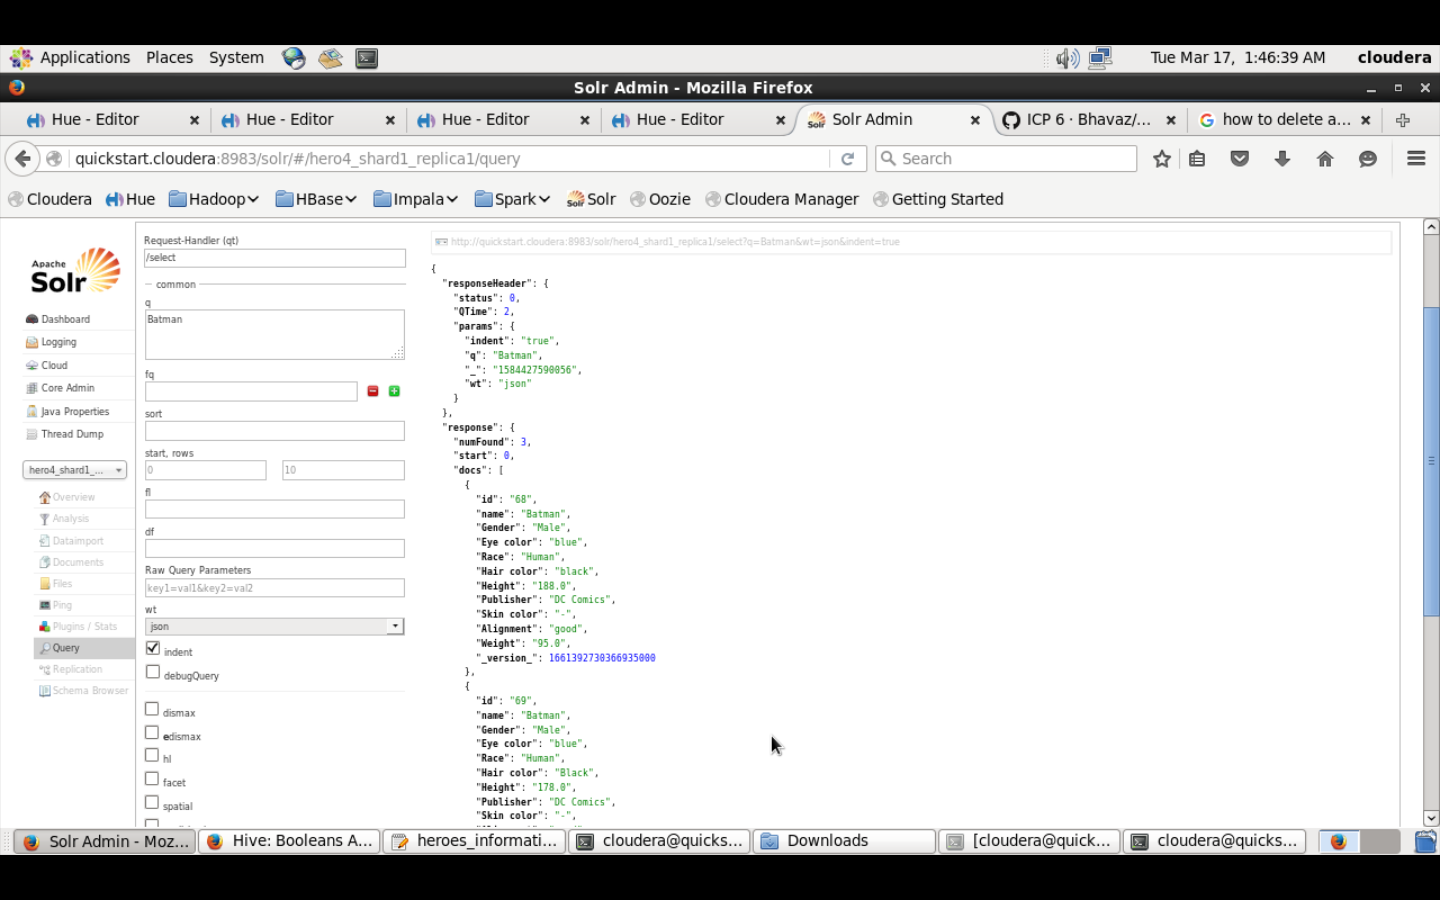 Applications Places System Tue Mar 17, 1:46:39 AM cloudera
Solr Admin - Mozilla Firefox
Hue - Editor Hue - Editor Hue - Editor Hue - Editor Solr Admin ICP 6 · Bhavaz/... how to delete a...
quickstart.cloudera:8983/solr/#/hero4_shard1_replica1/query Search
Cloudera Hue Hadoop HBase Impala Spark Solr Oozie Cloudera Manager Getting Started
Apache
Solr
Dashboard
Logging
Cloud
Core Admin
Java Properties
Thread Dump
hero4_shard1_...
Overview
Analysis
Dataimport
Documents
Files
Ping
Plugins / Stats
Query
Replication
Schema Browser
Request-Handler (qt)
/select
common
q
Batman
fq
sort
start, rows
0 10
fl
df
Raw Query Parameters
key1=val1&key2=val2
wt
json
indent
debugQuery
dismax
edismax
hl
facet
spatial
http://quickstart.cloudera:8983/solr/hero4_shard1_replica1/select?q=Batman&wt=json&indent=true
{
"responseHeader": {
"status": 0,
"QTime": 2,
"params": {
"indent": "true",
"q": "Batman",
"_": "1584427590056",
"wt": "json"
}
},
"response": {
"numFound": 3,
"start": 0,
"docs": [
{
"id": "68",
"name": "Batman",
"Gender": "Male",
"Eye color": "blue",
"Race": "Human",
"Hair color": "black",
"Height": "188.0",
"Publisher": "DC Comics",
"Skin color": "-",
"Alignment": "good",
"Weight": "95.0",
"_version_": 1661392730366935000
},
{
"id": "69",
"name": "Batman",
"Gender": "Male",
"Eye color": "blue",
"Race": "Human",
"Hair color": "Black",
"Height": "178.0",
"Publisher": "DC Comics",
"Skin color": "-",
Solr Admin - Moz... Hive: Booleans A... heroes_informati... cloudera@quicks... Downloads [cloudera@quick... cloudera@quicks...